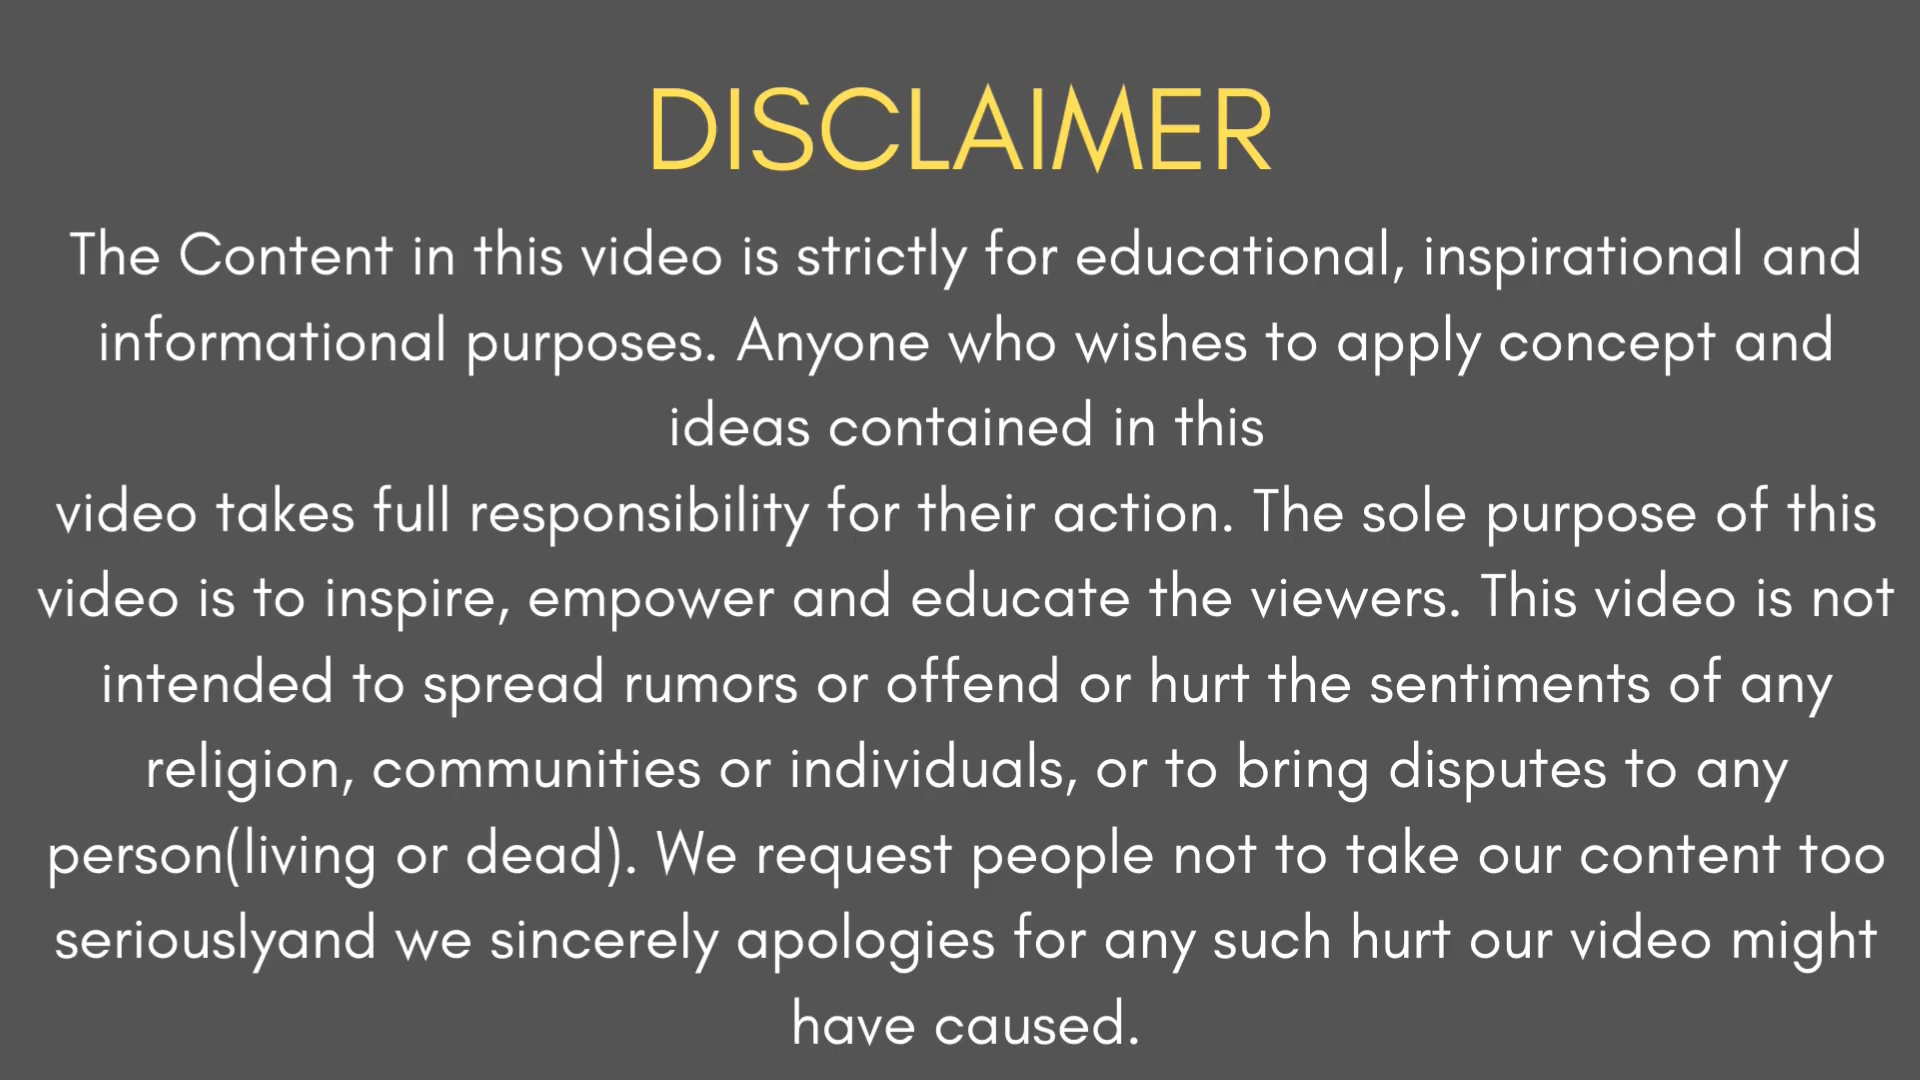 DISCLAIMER
The Content in this video is strictly for educational, inspirational and
informational purposes. Anyone who wishes to apply concept and
ideas contained in this
video takes full responsibility for their action. The sole purpose of this
video is to inspire, empower and educate the viewers. This video is not
intended to spread rumors or offend or hurt the sentiments of any
religion, communities or individuals, or to bring disputes to any
person(living or dead). We request people not to take our content too
seriouslyand we sincerely apologies for any such hurt our video might
have caused.